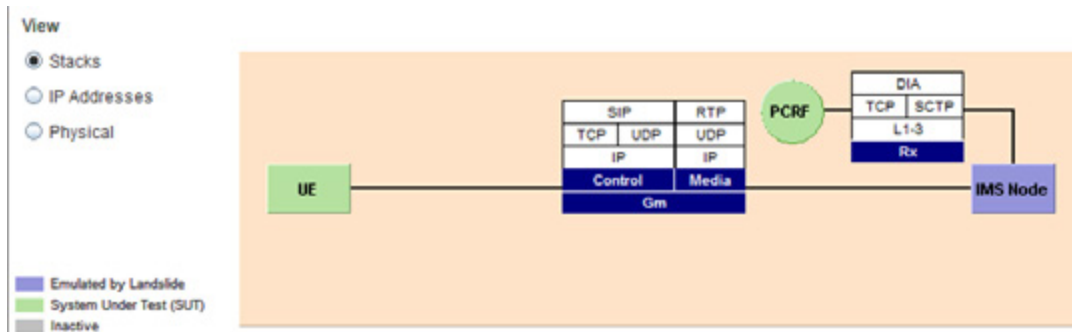 View
Stacks
IP Addresses
Physical
Emulated by Landslide
System Under Test (SUT)
Inactive
UE
SIP RTP
TCP UDP UDP
IP IP
Control Media
Gm
PCRF
DIA
TCP SCTP
L1-3
Rx
IMS Node